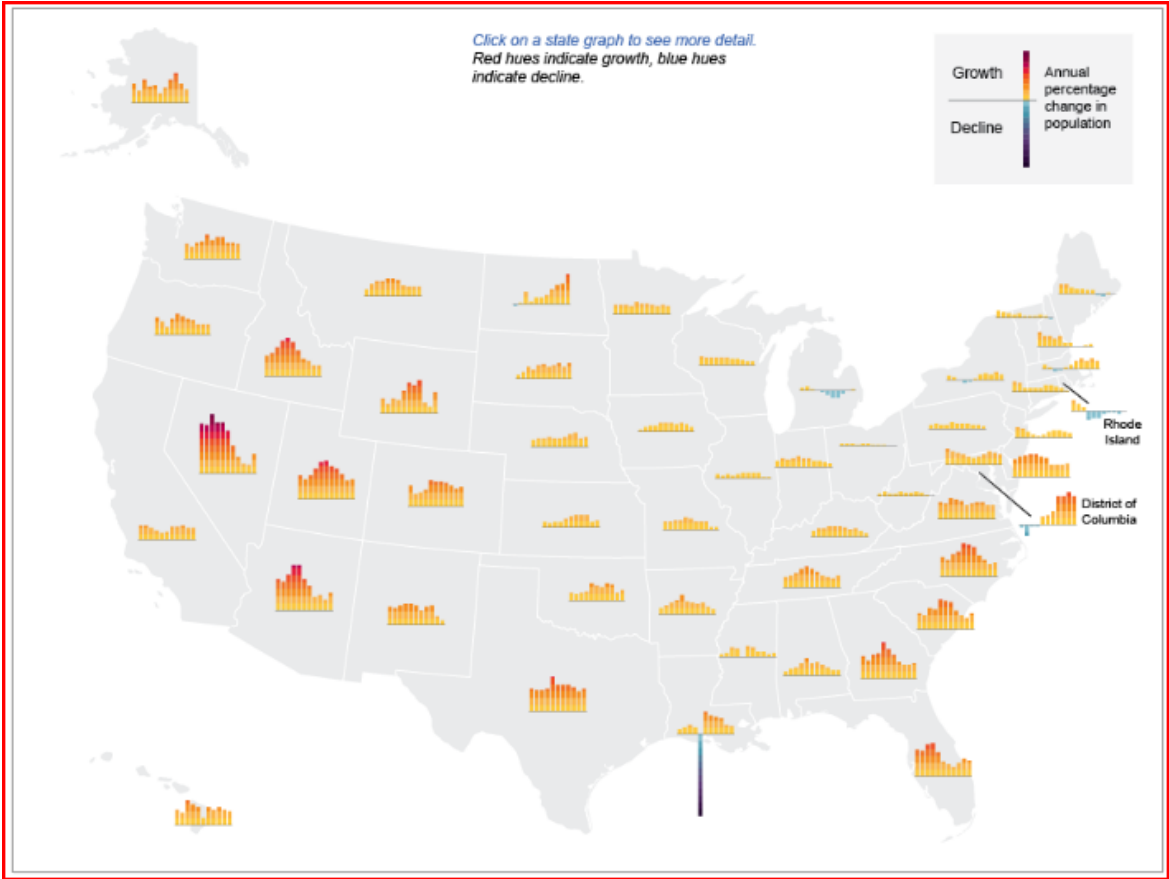 Click on a state graph to see more detail.
Red hues indicate growth, blue hues
indicate decline.
Growth
Decline
Annual
percentage
change in
population
Rhode
Island
District of
Columbia